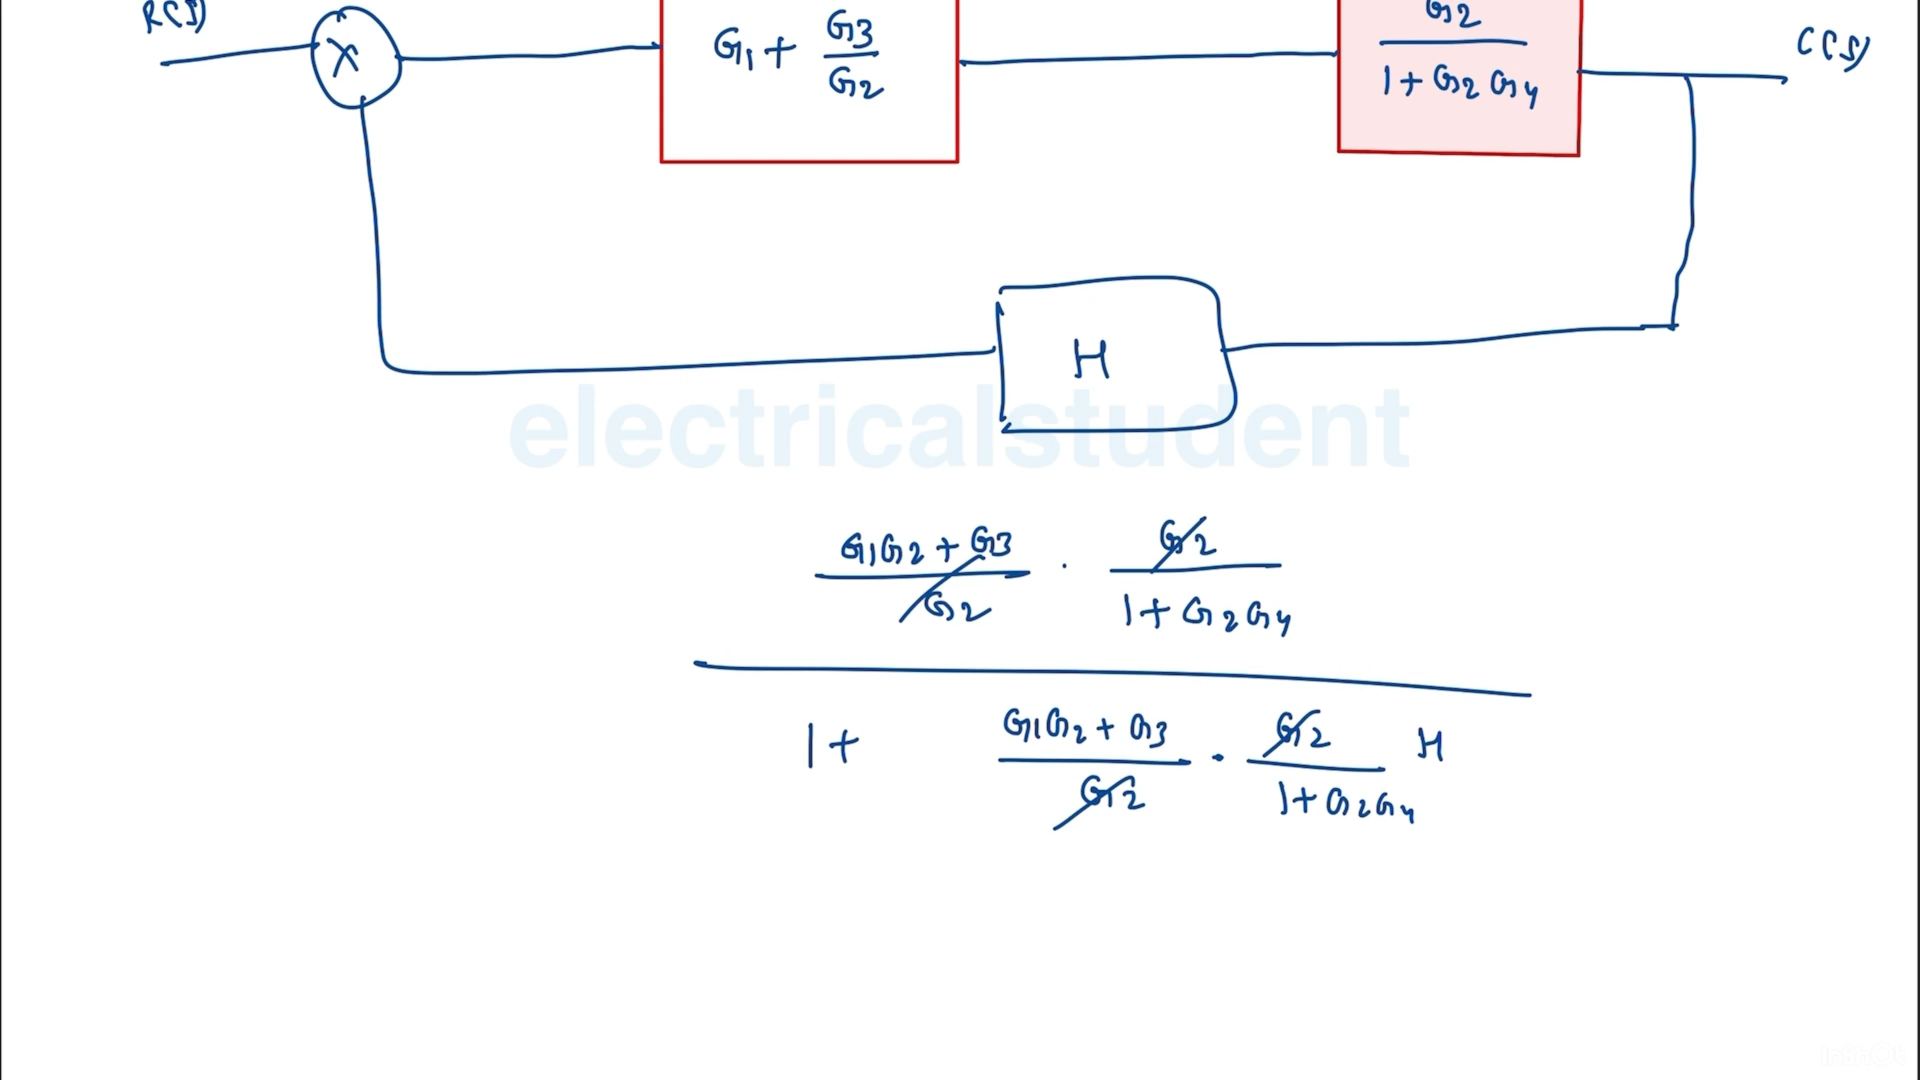 R(s)
G1 + G3/G2
G2/(1 + G2G4)
C(s)
H
electricalstudent
(G1G2 + G3)/G2 · G2/(1 + G2G4)
1 + (G1G2 + G3)/G2 · G2/(1 + G2G4) H